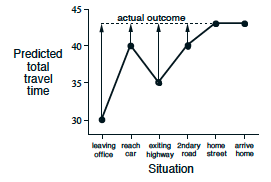 45
actual outcome
Predicted
total
travel
time
40
35
30
leaving office
reach car
exiting highway
2ndary road
home street
arrive home
Situation